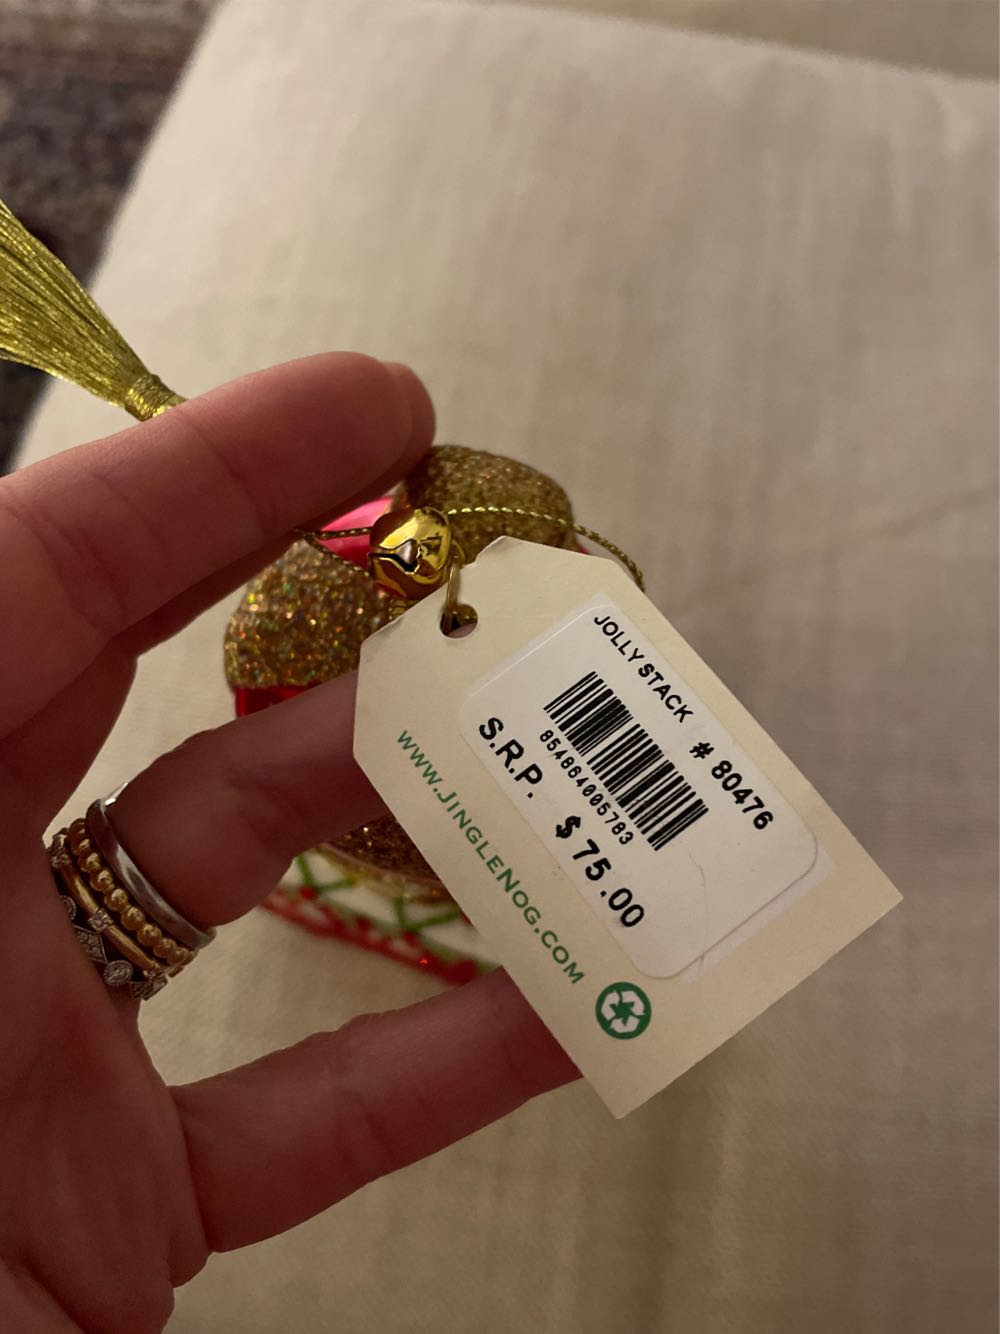 JOLLY STACK # 80476
854864005783
S.R.P. $ 75.00
www.JingleNog.com